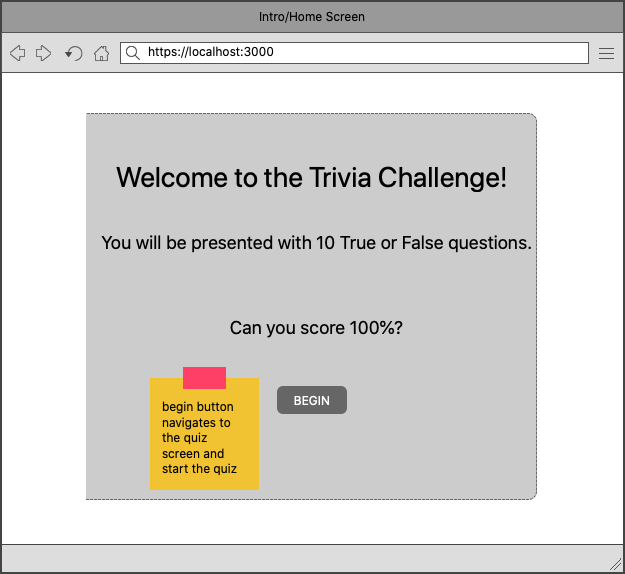 Intro/Home Screen
https://localhost:3000
Welcome to the Trivia Challenge!
You will be presented with 10 True or False questions.
Can you score 100%?
begin button
navigates to
the quiz
screen and
start the quiz
BEGIN